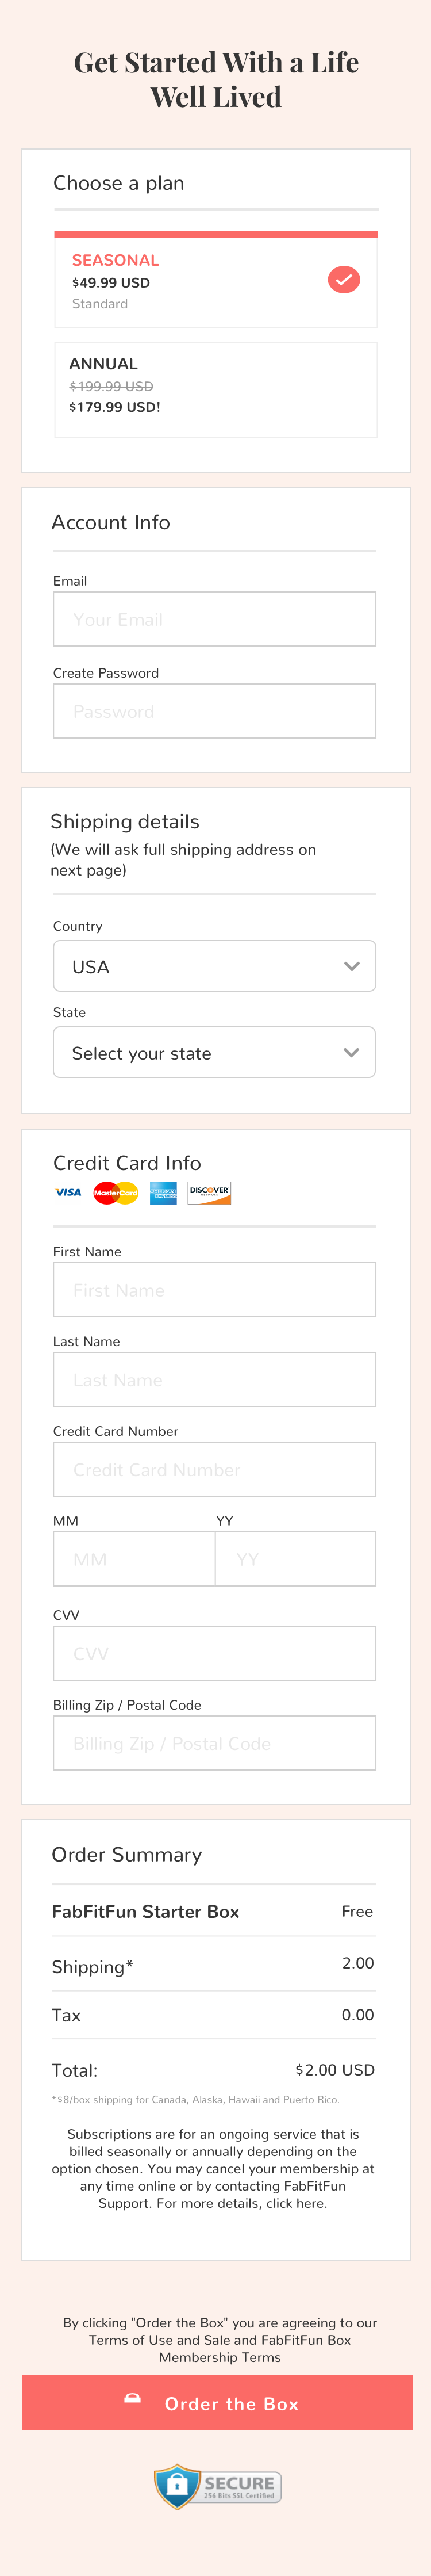 Get Started With a Life
Well Lived
Choose a plan
SEASONAL
$49.99 USD
Standard
ANNUAL
$199.99 USD
$179.99 USD!
Account Info
Email
Your Email
Create Password
Password
Shipping details
(We will ask full shipping address on
next page)
Country
USA
State
Select your state
Credit Card Info
VISA MasterCard AMERICAN EXPRESS DISCOVER
NETWORK
First Name
First Name
Last Name
Last Name
Credit Card Number
Credit Card Number
MM YY
MM YY
CVV
CVV
Billing Zip / Postal Code
Billing Zip / Postal Code
Order Summary
FabFitFun Starter Box Free
Shipping* 2.00
Tax 0.00
Total: $2.00 USD
*$8/box shipping for Canada, Alaska, Hawaii and Puerto Rico.
Subscriptions are for an ongoing service that is
billed seasonally or annually depending on the
option chosen. You may cancel your membership at
any time online or by contacting FabFitFun
Support. For more details, click here.
By clicking "Order the Box" you are agreeing to our
Terms of Use and Sale and FabFitFun Box
Membership Terms
Order the Box
SECURE
256 Bits SSL Certified